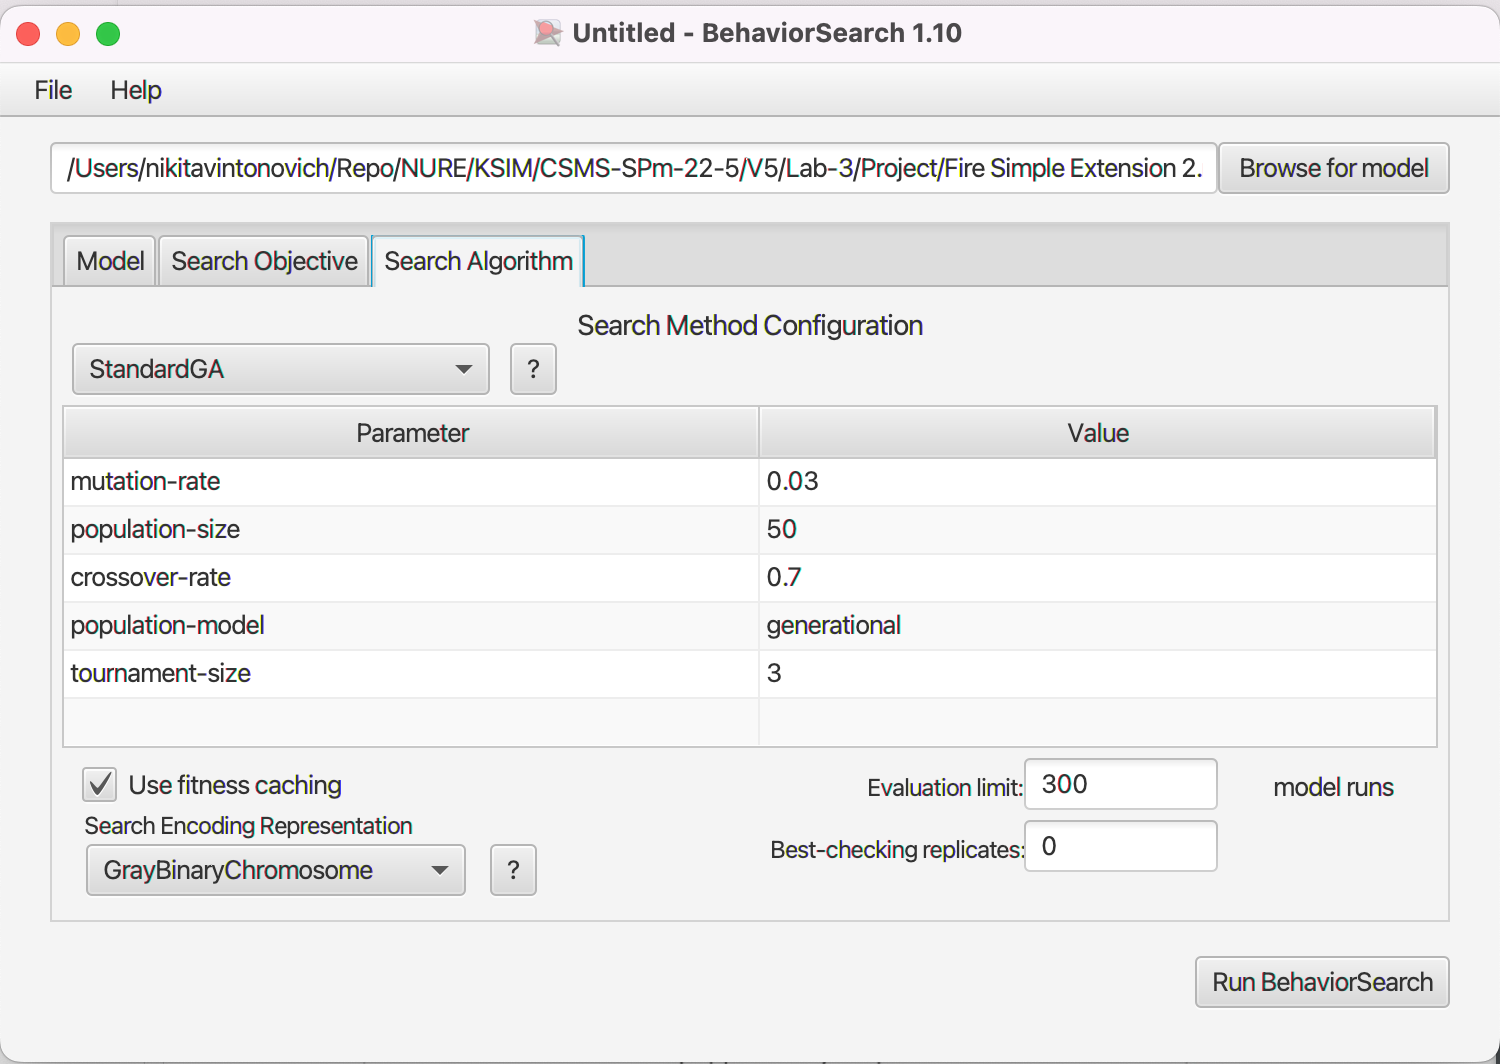 Untitled - BehaviorSearch 1.10
File Help
/Users/nikitavintonovich/Repo/NURE/KSIM/CSMS-SPm-22-5/V5/Lab-3/Project/Fire Simple Extension 2. Browse for model
Model Search Objective Search Algorithm
Search Method Configuration
StandardGA ?
Parameter Value
mutation-rate 0.03
population-size 50
crossover-rate 0.7
population-model generational
tournament-size 3
Use fitness caching Evaluation limit: 300 model runs
Search Encoding Representation
Best-checking replicates: 0
GrayBinaryChromosome ?
Run BehaviorSearch